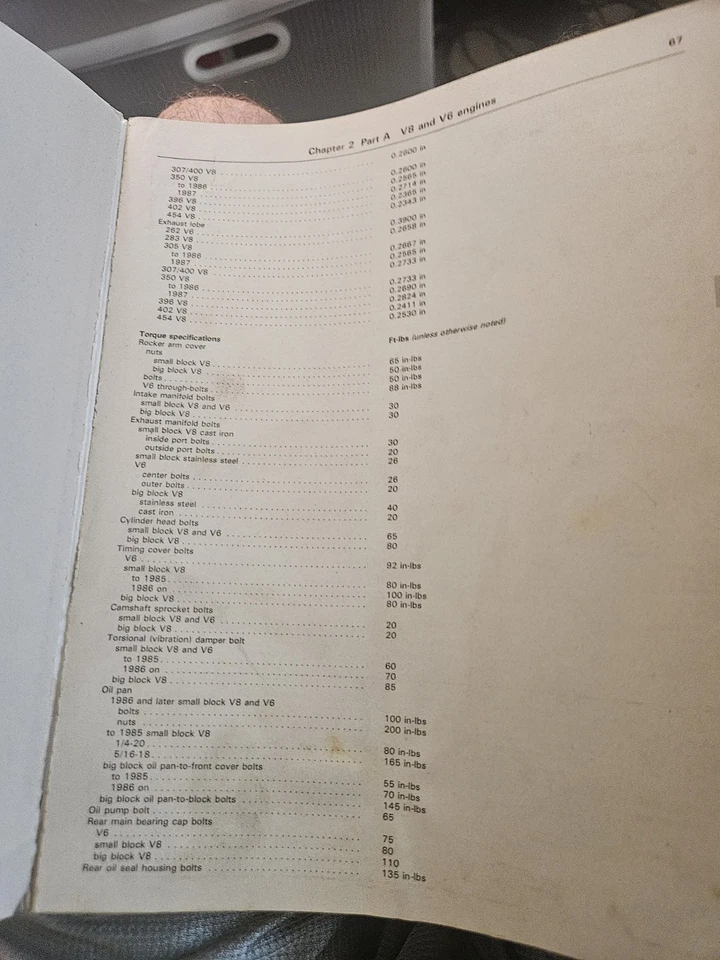 67
Chapter 2 Part A V8 and V6 engines
307/400 V8 ..... 0.2600 in
350 V8
to 1986 ..... 0.2600 in
1987 ..... 0.2565 in
396 V8 ..... 0.2714 in
402 V8 ..... 0.2365 in
454 V8 ..... 0.2343 in
Exhaust lobe
262 V6 ..... 0.3900 in
283 V8 ..... 0.2658 in
305 V8
to 1986 ..... 0.2667 in
1987 ..... 0.2565 in
307/400 V8 ..... 0.2733 in
350 V8
to 1986 ..... 0.2733 in
1987 ..... 0.2690 in
396 V8 ..... 0.2824 in
402 V8 ..... 0.2411 in
454 V8 ..... 0.2530 in
Torque specifications Ft-lbs (unless otherwise noted)
Rocker arm cover
nuts
small block V8 ..... 65 in-lbs
big block V8 ..... 50 in-lbs
bolts ..... 50 in-lbs
V6 through-bolts ..... 88 in-lbs
Intake manifold bolts
small block V8 and V6 ..... 30
big block V8 ..... 30
Exhaust manifold bolts
small block V8 cast iron
inside port bolts ..... 30
outside port bolts ..... 20
small block stainless steel ..... 26
V6
center bolts ..... 26
outer bolts ..... 20
big block V8
stainless steel ..... 40
cast iron ..... 20
Cylinder head bolts
small block V8 and V6 ..... 65
big block V8 ..... 80
Timing cover bolts
V6 ..... 92 in-lbs
small block V8
to 1985 ..... 80 in-lbs
1986 on ..... 100 in-lbs
big block V8 ..... 80 in-lbs
Camshaft sprocket bolts
small block V8 and V6 ..... 20
big block V8 ..... 20
Torsional (vibration) damper bolt
small block V8 and V6
to 1985 ..... 60
1986 on ..... 70
big block V8 ..... 85
Oil pan
1986 and later small block V8 and V6
bolts ..... 100 in-lbs
nuts ..... 200 in-lbs
to 1985 small block V8
1/4-20 ..... 80 in-lbs
5/16-18 ..... 165 in-lbs
big block oil pan-to-front cover bolts
to 1985 ..... 55 in-lbs
1986 on ..... 70 in-lbs
big block oil pan-to-block bolts ..... 145 in-lbs
Oil pump bolt ..... 65
Rear main bearing cap bolts
V6 ..... 75
small block V8 ..... 80
big block V8 ..... 110
Rear oil seal housing bolts ..... 135 in-lbs